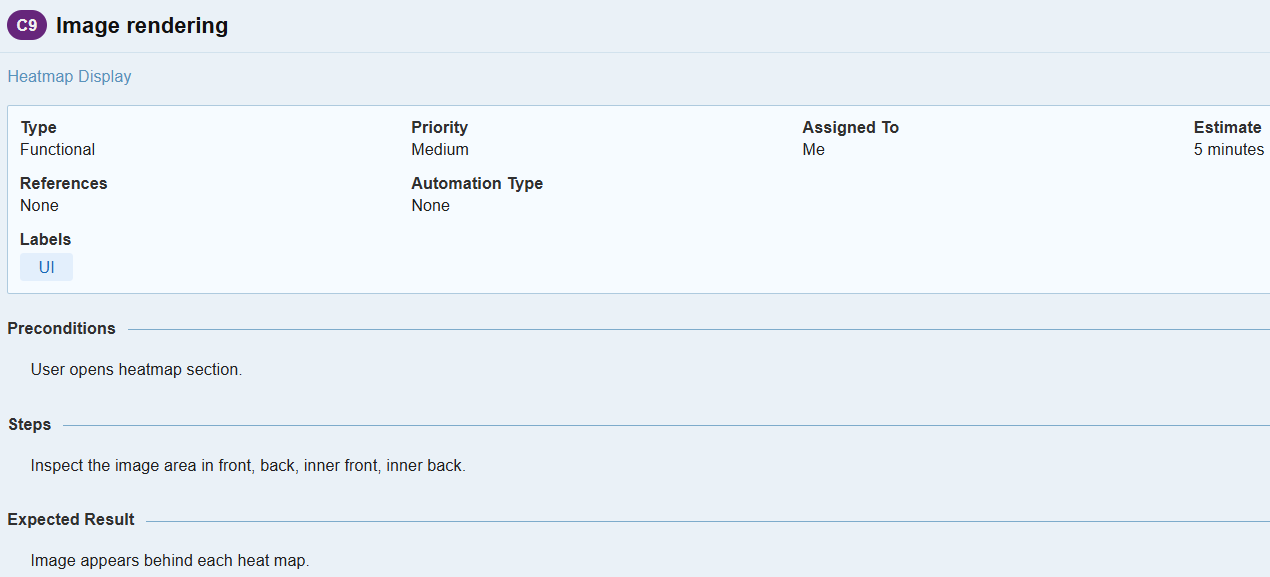 C9 Image rendering
Heatmap Display
Type Priority Assigned To Estimate
Functional Medium Me 5 minutes
References Automation Type
None None
Labels
UI
Preconditions
User opens heatmap section.
Steps
Inspect the image area in front, back, inner front, inner back.
Expected Result
Image appears behind each heat map.